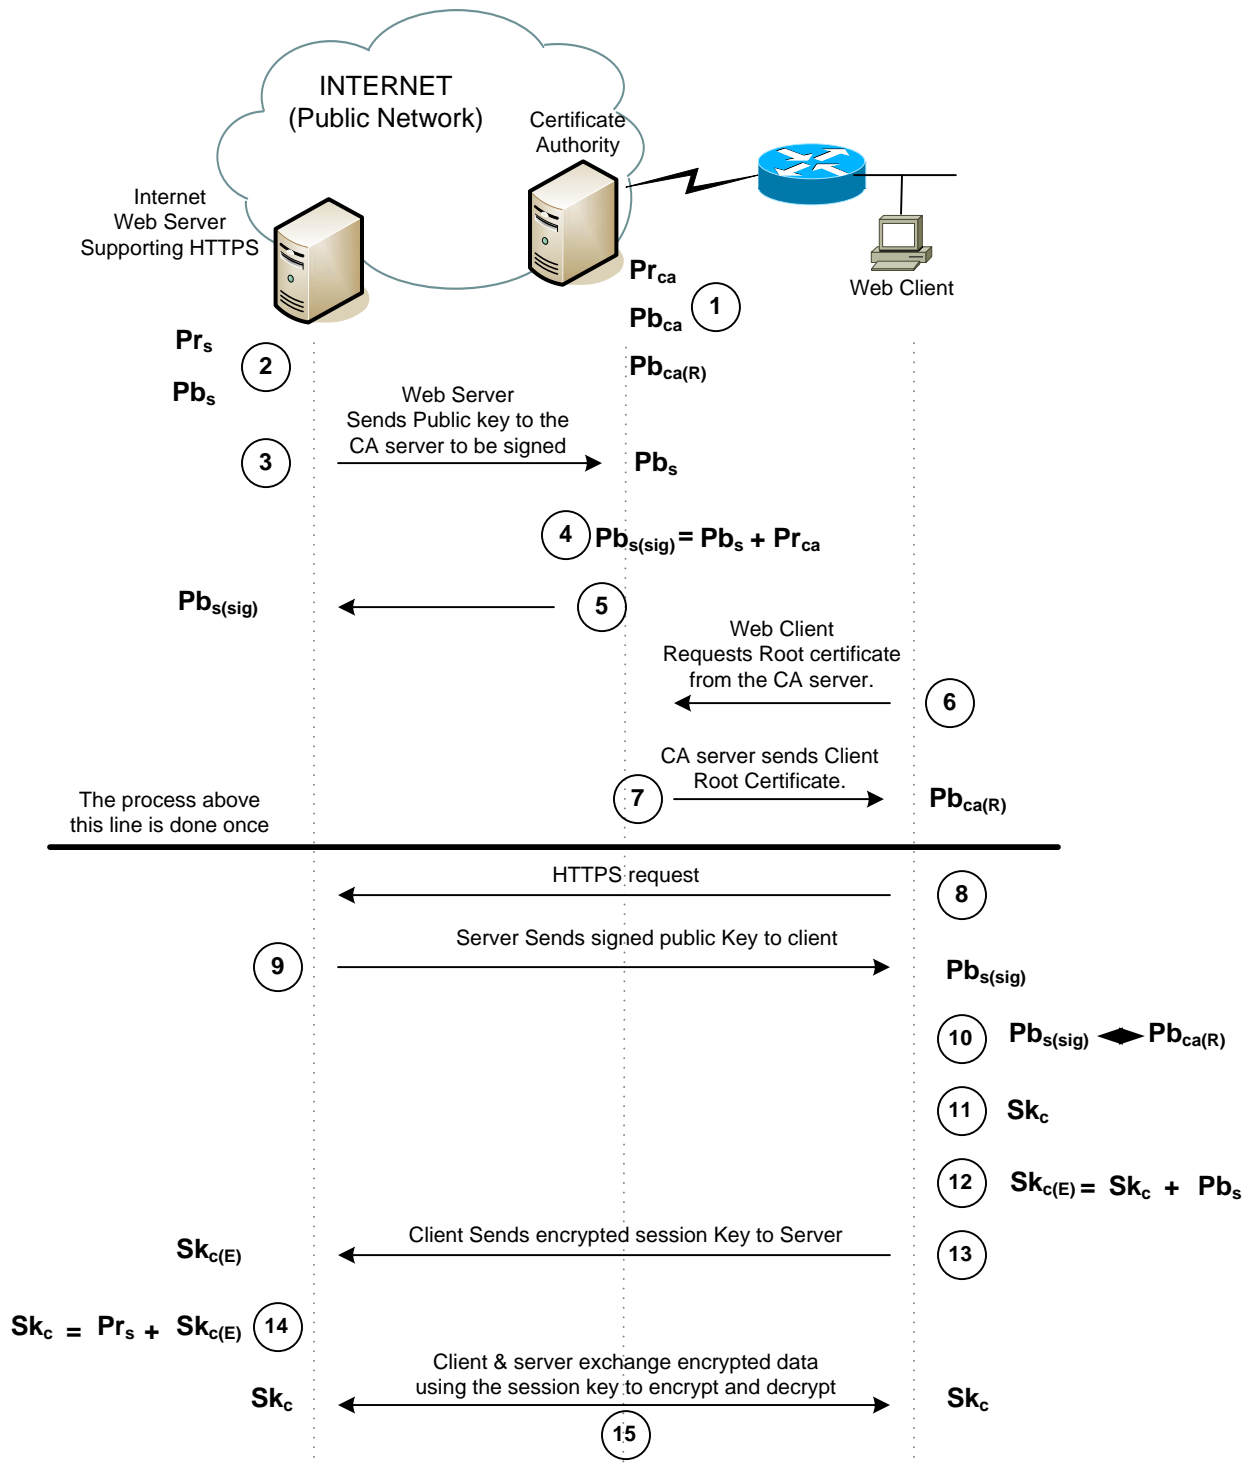 INTERNET
(Public Network)
Certificate
Authority
Internet
Web Server
Supporting HTTPS
Web Client
Prca
1
Pbca
Pbca(R)
Prs
2
Pbs
Web Server
Sends Public key to the
CA server to be signed
3
Pbs
4 Pbs(sig) = Pbs + Prca
Pbs(sig)
5
Web Client
Requests Root certificate
from the CA server.
6
CA server sends Client
Root Certificate.
7
Pbca(R)
The process above
this line is done once
HTTPS request
8
Server Sends signed public Key to client
9
Pbs(sig)
10 Pbs(sig) Pbca(R)
11 Skc
12 Skc(E) = Skc + Pbs
Client Sends encrypted session Key to Server
Skc(E)
13
Skc = Prs + Skc(E) 14
Client & server exchange encrypted data
using the session key to encrypt and decrypt
Skc
Skc
15